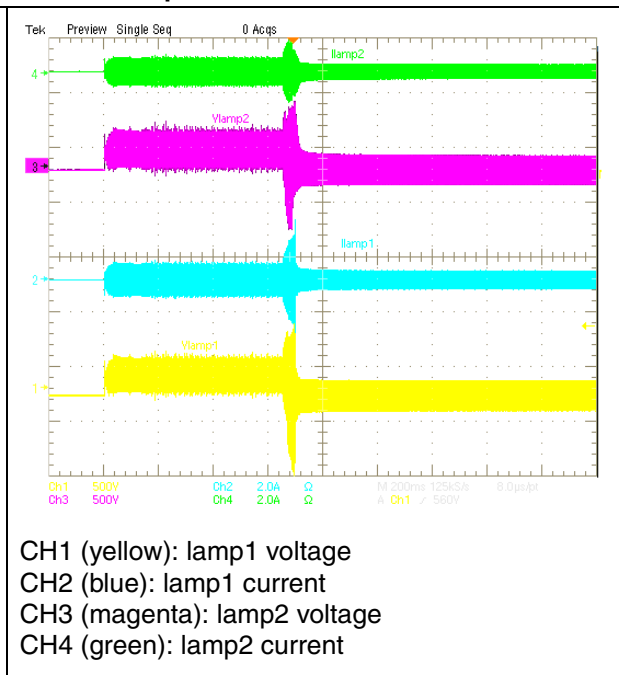 Tek Preview Single Seq 0 Acqs
Ilamp2
4
Vlamp2
3
Ilamp1
2
Vlamp1
1
Ch1 500V Ch2 2.0A Ω M 200ms 125kS/s 8.0µs/pt
Ch3 500V Ch4 2.0A Ω A Ch1 560V
CH1 (yellow): lamp1 voltage
CH2 (blue): lamp1 current
CH3 (magenta): lamp2 voltage
CH4 (green): lamp2 current